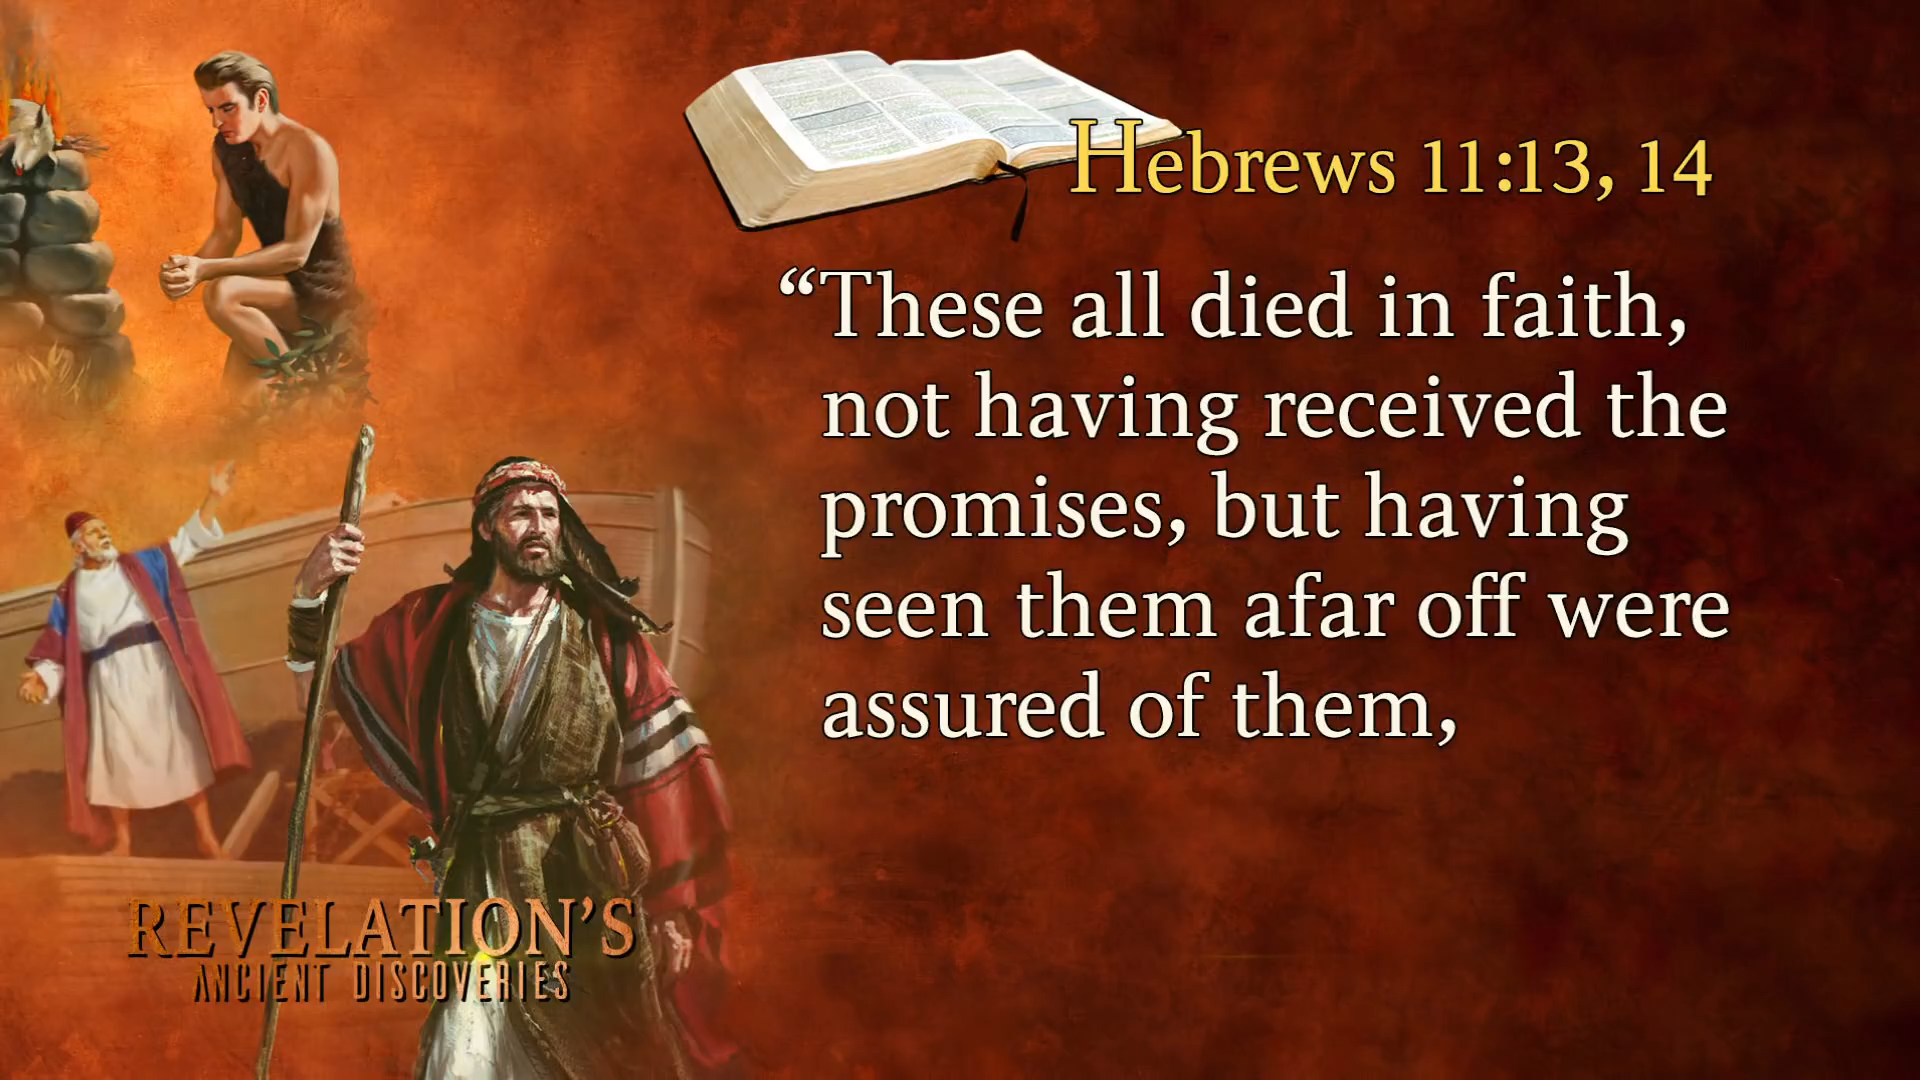 Hebrews 11:13, 14
“These all died in faith,
not having received the
promises, but having
seen them afar off were
assured of them,
REVELATION’S
ANCIENT DISCOVERIES